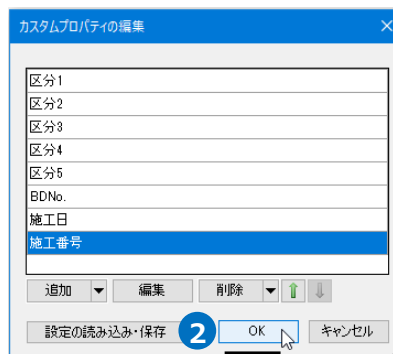 カスタムプロパティの編集
区分1
区分2
区分3
区分4
区分5
BDNo.
施工日
施工番号
追加 編集 削除
設定の読み込み・保存 2 OK キャンセル